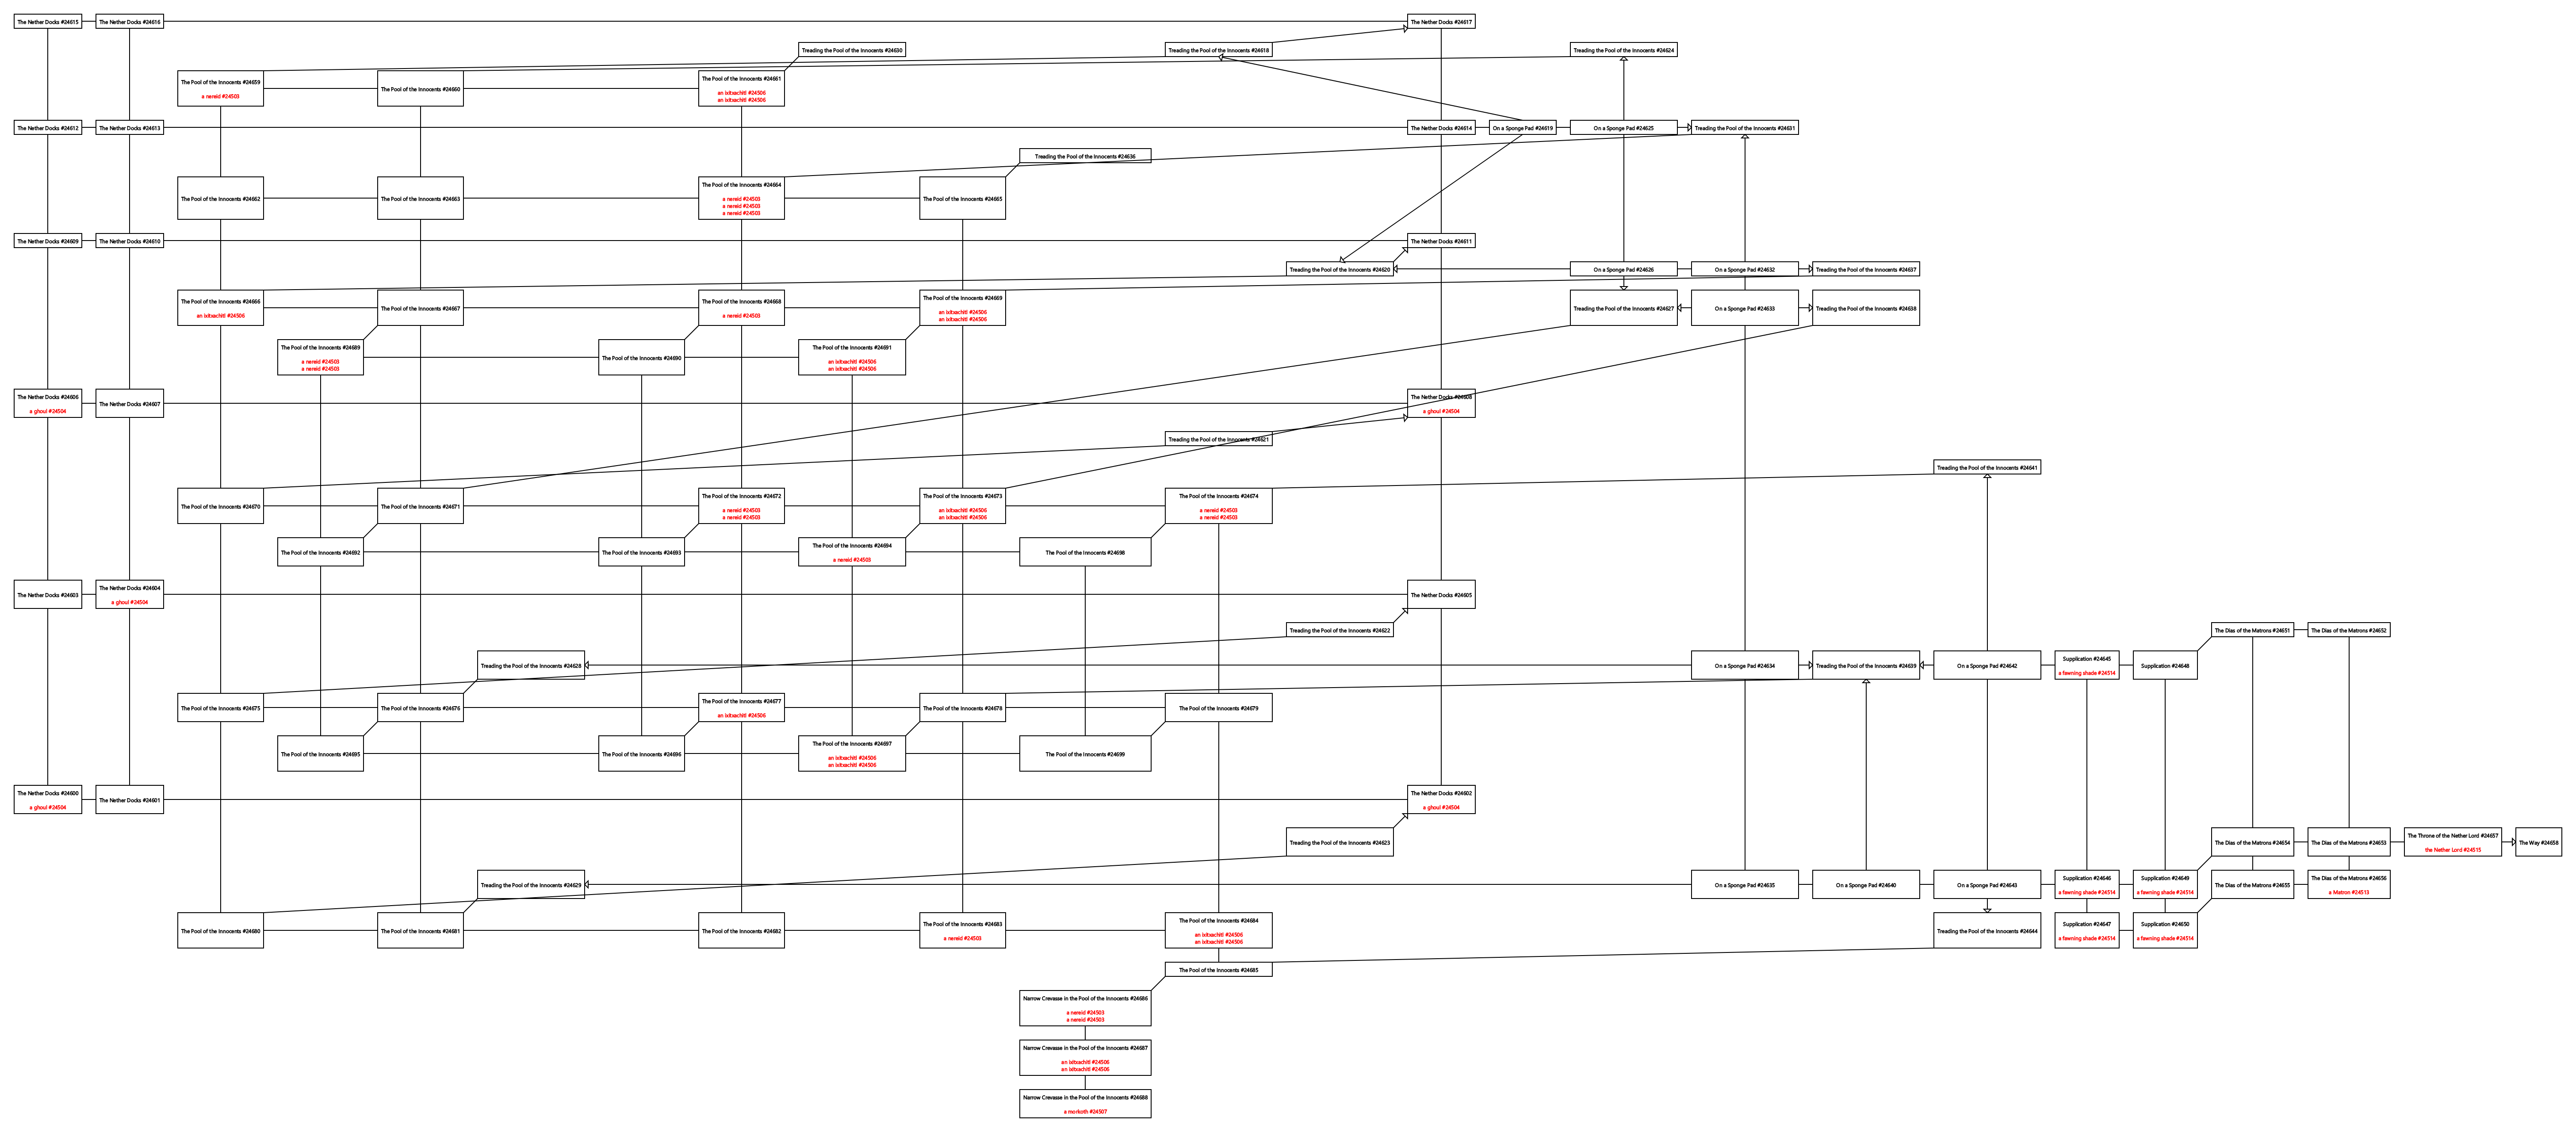 The Nether Docks #24615
The Nether Docks #24616
The Nether Docks #24617
Treading the Pool of the Innocents #24630
Treading the Pool of the Innocents #24618
Treading the Pool of the Innocents #24624
The Pool of the Innocents #24659
a nereid #24503
The Pool of the Innocents #24660
The Pool of the Innocents #24661
an ixitxachitl #24506
an ixitxachitl #24506
The Nether Docks #24612
The Nether Docks #24613
The Nether Docks #24614
On a Sponge Pad #24619
On a Sponge Pad #24625
Treading the Pool of the Innocents #24631
Treading the Pool of the Innocents #24636
The Pool of the Innocents #24662
The Pool of the Innocents #24663
The Pool of the Innocents #24664
a nereid #24503
a nereid #24503
a nereid #24503
The Pool of the Innocents #24665
The Nether Docks #24609
The Nether Docks #24610
The Nether Docks #24611
Treading the Pool of the Innocents #24620
On a Sponge Pad #24626
On a Sponge Pad #24632
Treading the Pool of the Innocents #24637
The Pool of the Innocents #24666
an ixitxachitl #24506
The Pool of the Innocents #24667
The Pool of the Innocents #24668
a nereid #24503
The Pool of the Innocents #24669
an ixitxachitl #24506
an ixitxachitl #24506
Treading the Pool of the Innocents #24627
On a Sponge Pad #24633
Treading the Pool of the Innocents #24638
The Pool of the Innocents #24689
a nereid #24503
a nereid #24503
The Pool of the Innocents #24690
The Pool of the Innocents #24691
an ixitxachitl #24506
an ixitxachitl #24506
The Nether Docks #24606
a ghoul #24504
The Nether Docks #24607
The Nether Docks #24608
a ghoul #24504
Treading the Pool of the Innocents #24621
Treading the Pool of the Innocents #24641
The Pool of the Innocents #24670
The Pool of the Innocents #24671
The Pool of the Innocents #24672
a nereid #24503
a nereid #24503
The Pool of the Innocents #24673
an ixitxachitl #24506
an ixitxachitl #24506
The Pool of the Innocents #24674
a nereid #24503
a nereid #24503
The Pool of the Innocents #24692
The Pool of the Innocents #24693
The Pool of the Innocents #24694
a nereid #24503
The Pool of the Innocents #24698
The Nether Docks #24603
The Nether Docks #24604
a ghoul #24504
The Nether Docks #24605
Treading the Pool of the Innocents #24622
The Dias of the Matrons #24651
The Dias of the Matrons #24652
Treading the Pool of the Innocents #24628
On a Sponge Pad #24634
Treading the Pool of the Innocents #24639
On a Sponge Pad #24642
Supplication #24645
a fawning shade #24514
Supplication #24648
The Pool of the Innocents #24675
The Pool of the Innocents #24676
The Pool of the Innocents #24677
an ixitxachitl #24506
The Pool of the Innocents #24678
The Pool of the Innocents #24679
The Pool of the Innocents #24695
The Pool of the Innocents #24696
The Pool of the Innocents #24697
an ixitxachitl #24506
an ixitxachitl #24506
The Pool of the Innocents #24699
The Nether Docks #24600
a ghoul #24504
The Nether Docks #24601
The Nether Docks #24602
a ghoul #24504
Treading the Pool of the Innocents #24623
The Dias of the Matrons #24654
The Dias of the Matrons #24653
The Throne of the Nether Lord #24657
the Nether Lord #24515
The Way #24658
Treading the Pool of the Innocents #24629
On a Sponge Pad #24635
On a Sponge Pad #24640
On a Sponge Pad #24643
Supplication #24646
a fawning shade #24514
Supplication #24649
a fawning shade #24514
The Dias of the Matrons #24655
The Dias of the Matrons #24656
a Matron #24513
The Pool of the Innocents #24680
The Pool of the Innocents #24681
The Pool of the Innocents #24682
The Pool of the Innocents #24683
a nereid #24503
The Pool of the Innocents #24684
an ixitxachitl #24506
an ixitxachitl #24506
Treading the Pool of the Innocents #24644
Supplication #24647
a fawning shade #24514
Supplication #24650
a fawning shade #24514
The Pool of the Innocents #24685
Narrow Crevasse in the Pool of the Innocents #24686
a nereid #24503
a nereid #24503
Narrow Crevasse in the Pool of the Innocents #24687
an ixitxachitl #24506
an ixitxachitl #24506
Narrow Crevasse in the Pool of the Innocents #24688
a morkoth #24507